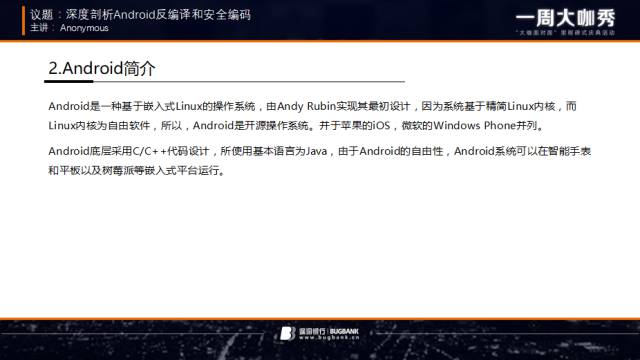 议题：深度剖析Android反编译和安全编码
主讲： Anonymous
一周大咖秀
"大咖面对面"里程碑式庆典活动
2.Android简介
Android是一种基于嵌入式Linux的操作系统，由Andy Rubin实现其最初设计，因为系统基于精简Linux内核，而
Linux内核为自由软件，所以，Android是开源操作系统。并于苹果的iOS，微软的Windows Phone并列。
Android底层采用C/C++代码设计，所使用基本语言为Java，由于Android的自由性，Android系统可以在智能手表
和平板以及树莓派等嵌入式平台运行。
漏洞银行 BUGBANK
www.bugbank.cn